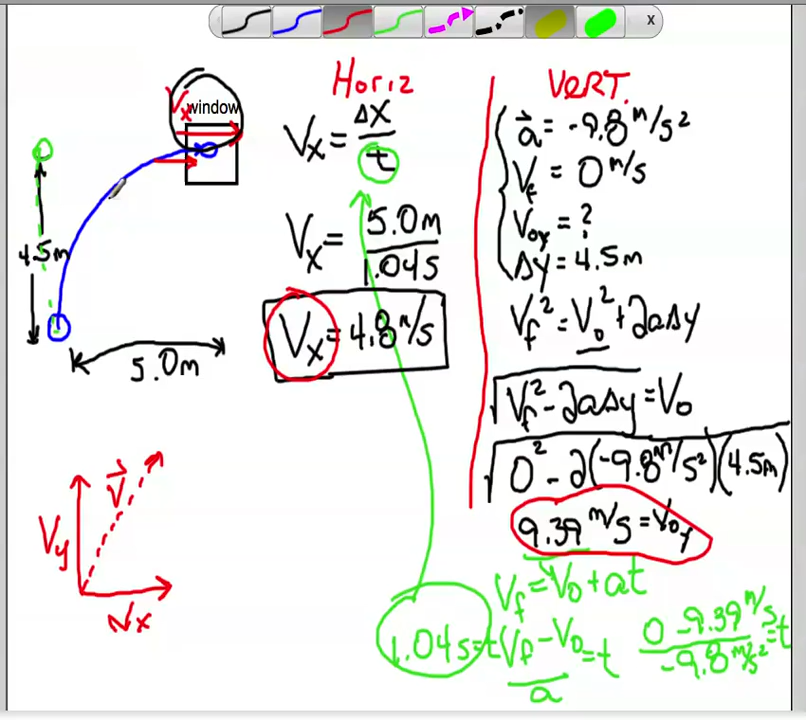 x
Vx
window
4.5m
5.0m
V⃗
Vy
Vx
Horiz
Vx = Δx / t
Vx = 5.0m / 1.04s
Vx = 4.8 m/s
VERT.
a⃗ = -9.8 m/s²
Vf = 0 m/s
Voy = ?
Δy = 4.5m
Vf² = Vo² + 2aΔy
√(Vf² - 2aΔy) = Vo
√(0² - 2(-9.8 m/s²)(4.5m))
9.39 m/s = Voy
Vf = Vo + at
1.04s = t
(Vf - Vo) / a = t
(0 - 9.39 m/s) / (-9.8 m/s²) = t